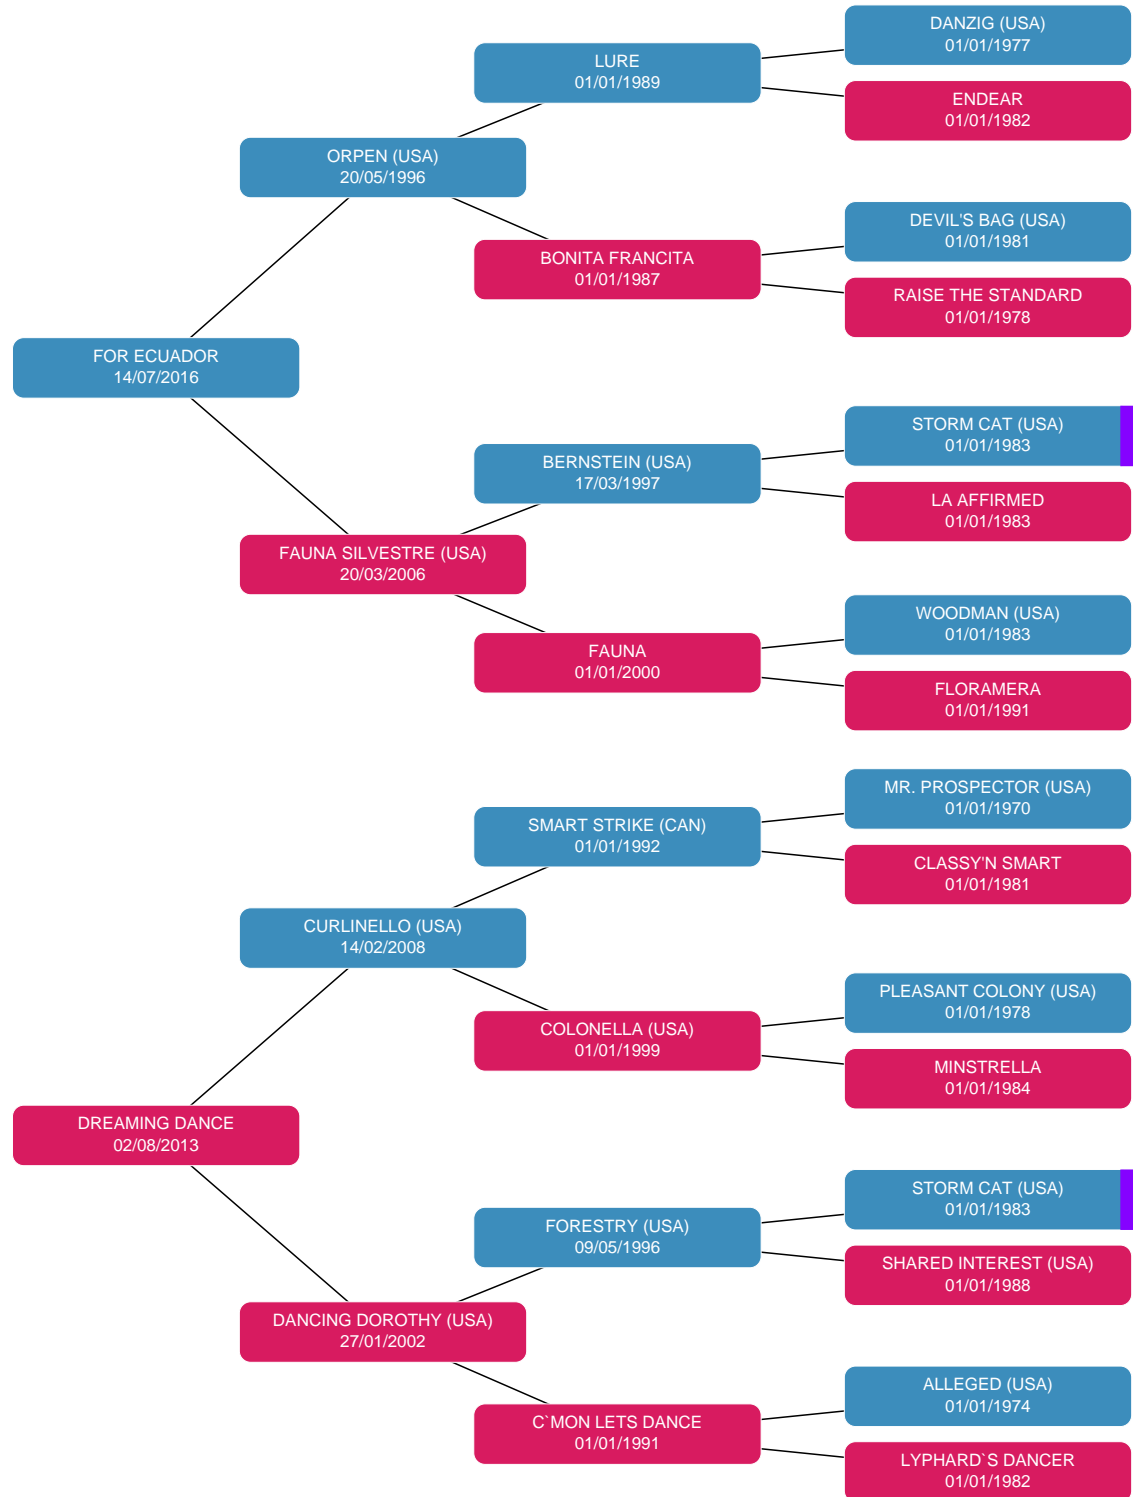 DANZIG (USA)
01/01/1977
LURE
01/01/1989
ENDEAR
01/01/1982
ORPEN (USA)
20/05/1996
DEVIL'S BAG (USA)
01/01/1981
BONITA FRANCITA
01/01/1987
RAISE THE STANDARD
01/01/1978
FOR ECUADOR
14/07/2016
STORM CAT (USA)
01/01/1983
BERNSTEIN (USA)
17/03/1997
LA AFFIRMED
01/01/1983
FAUNA SILVESTRE (USA)
20/03/2006
WOODMAN (USA)
01/01/1983
FAUNA
01/01/2000
FLORAMERA
01/01/1991
MR. PROSPECTOR (USA)
01/01/1970
SMART STRIKE (CAN)
01/01/1992
CLASSY'N SMART
01/01/1981
CURLINELLO (USA)
14/02/2008
PLEASANT COLONY (USA)
01/01/1978
COLONELLA (USA)
01/01/1999
MINSTRELLA
01/01/1984
DREAMING DANCE
02/08/2013
STORM CAT (USA)
01/01/1983
FORESTRY (USA)
09/05/1996
SHARED INTEREST (USA)
01/01/1988
DANCING DOROTHY (USA)
27/01/2002
ALLEGED (USA)
01/01/1974
C`MON LETS DANCE
01/01/1991
LYPHARD`S DANCER
01/01/1982